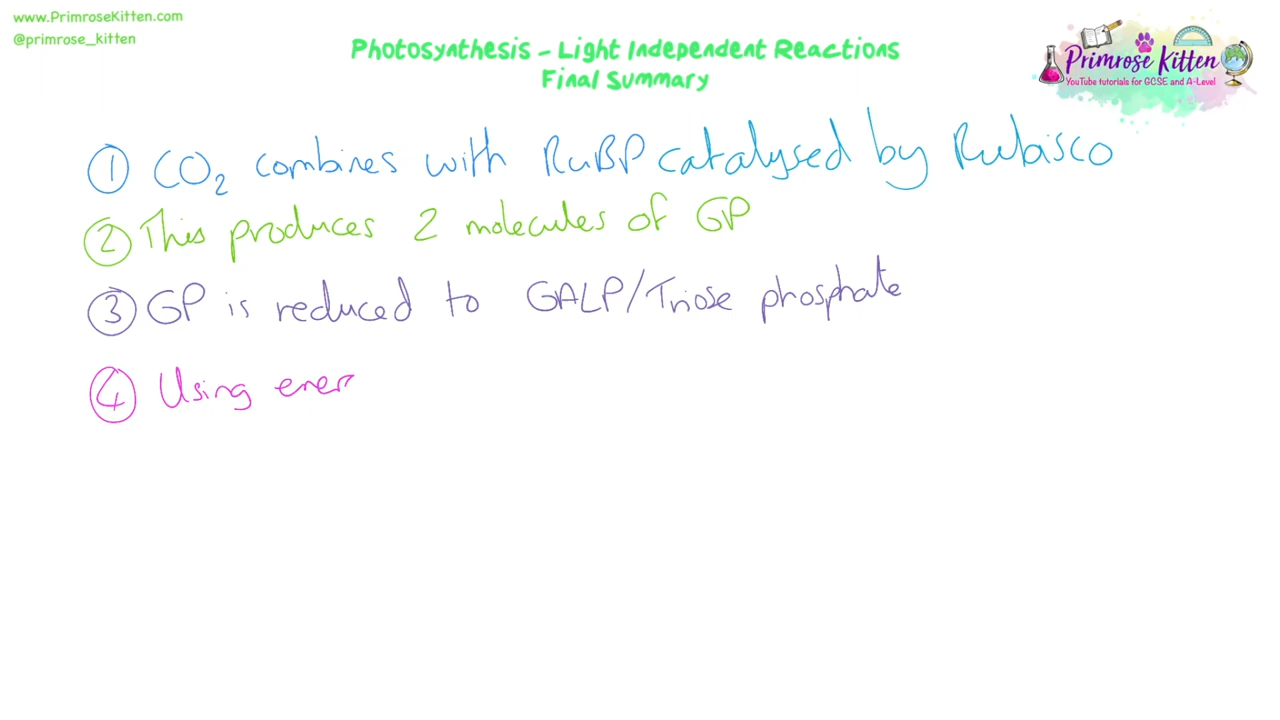 www.PrimroseKitten.com
@primrose_kitten
Photosynthesis – Light Independent Reactions
Final Summary
Primrose Kitten
YouTube tutorials for GCSE and A-Level
① CO₂ combines with RuBP catalysed by Rubisco
② This produces 2 molecules of GP
③ GP is reduced to GALP/Triose phosphate
④ Using ener